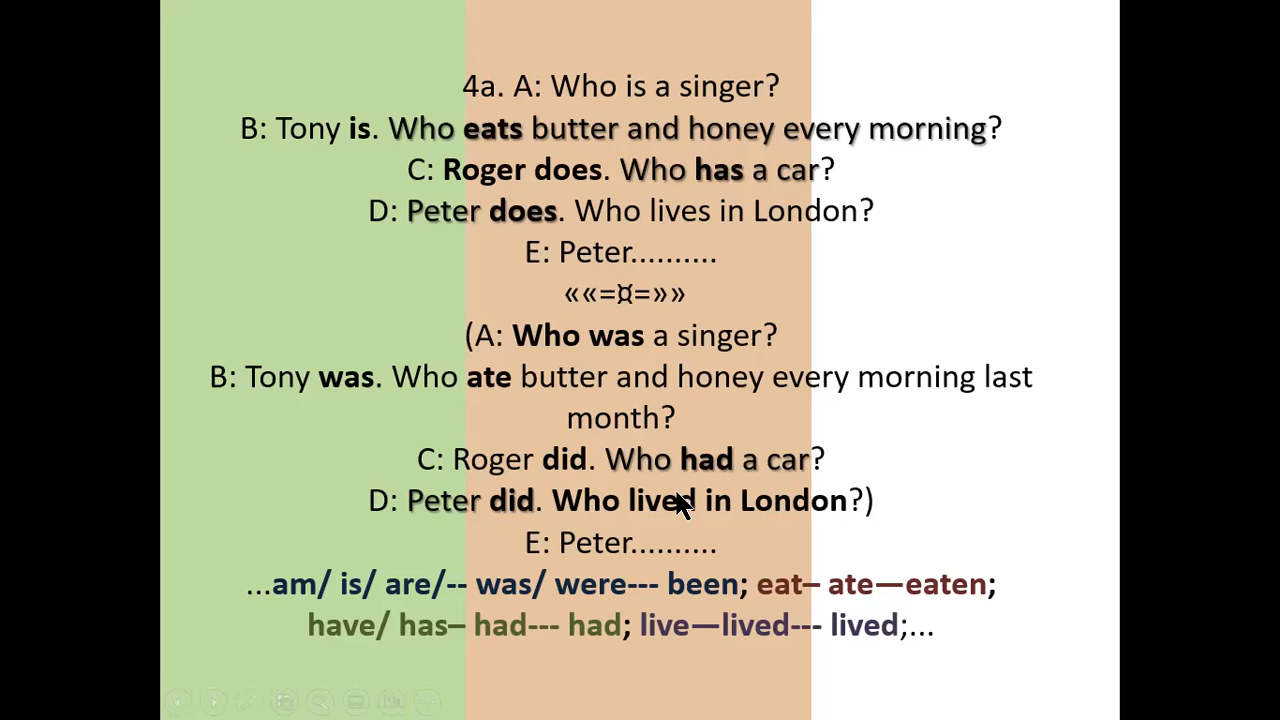 4a. A: Who is a singer?
B: Tony is. Who eats butter and honey every morning?
C: Roger does. Who has a car?
D: Peter does. Who lives in London?
E: Peter..........
««=¤=»»
(A: Who was a singer?
B: Tony was. Who ate butter and honey every morning last
month?
C: Roger did. Who had a car?
D: Peter did. Who lived in London?)
E: Peter..........
...am/ is/ are/-- was/ were--- been; eat– ate—eaten;
have/ has– had--- had; live—lived--- lived;...